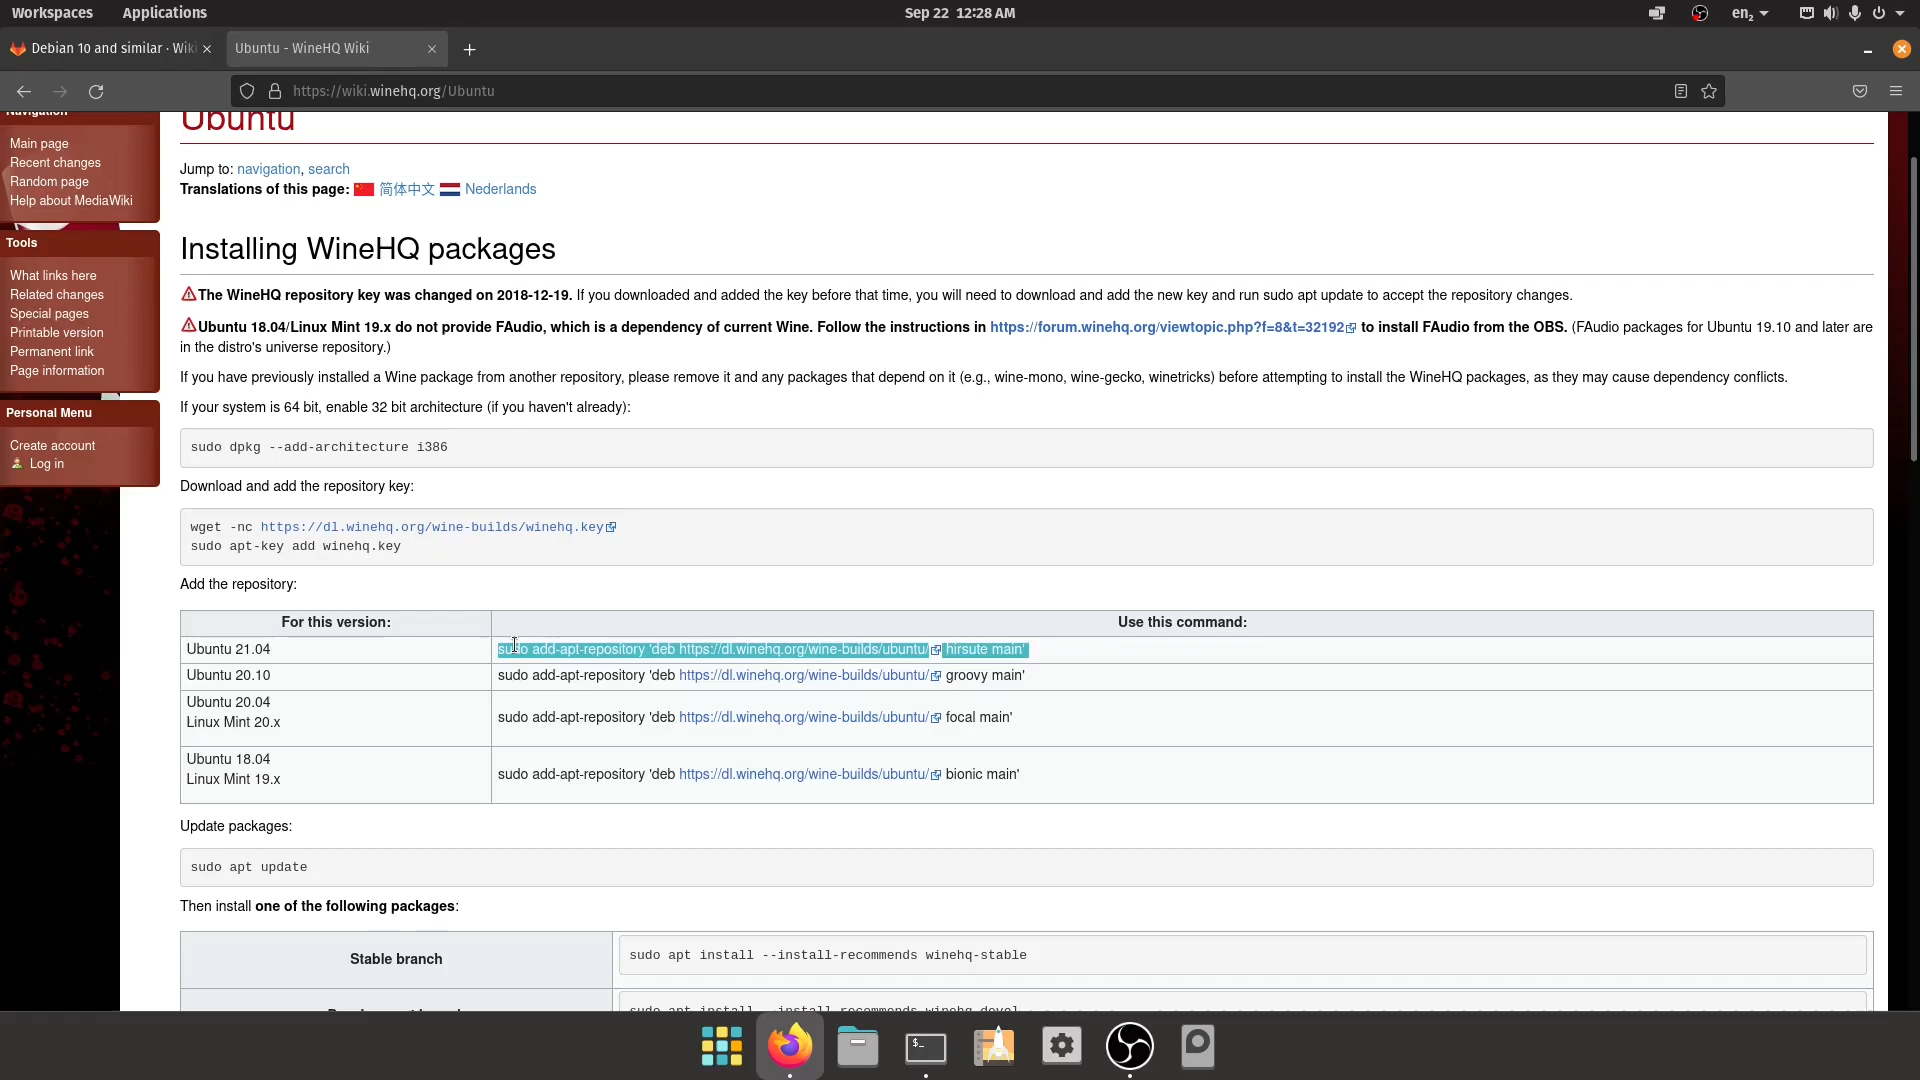 Workspaces Applications Sep 22 12:28 AM en₂
Debian 10 and similar · Wiki Ubuntu - WineHQ Wiki
https://wiki.winehq.org/Ubuntu
Navigation
Main page
Recent changes
Random page
Help about MediaWiki
Tools
What links here
Related changes
Special pages
Printable version
Permanent link
Page information
Personal Menu
Create account
Log in
Ubuntu
Jump to: navigation, search
Translations of this page: 简体中文 Nederlands
Installing WineHQ packages
The WineHQ repository key was changed on 2018-12-19. If you downloaded and added the key before that time, you will need to download and add the new key and run sudo apt update to accept the repository changes.
Ubuntu 18.04/Linux Mint 19.x do not provide FAudio, which is a dependency of current Wine. Follow the instructions in https://forum.winehq.org/viewtopic.php?f=8&t=32192 to install FAudio from the OBS. (FAudio packages for Ubuntu 19.10 and later are
in the distro's universe repository.)
If you have previously installed a Wine package from another repository, please remove it and any packages that depend on it (e.g., wine-mono, wine-gecko, winetricks) before attempting to install the WineHQ packages, as they may cause dependency conflicts.
If your system is 64 bit, enable 32 bit architecture (if you haven't already):
sudo dpkg --add-architecture i386
Download and add the repository key:
wget -nc https://dl.winehq.org/wine-builds/winehq.key
sudo apt-key add winehq.key
Add the repository:
For this version: Use this command:
Ubuntu 21.04 sudo add-apt-repository 'deb https://dl.winehq.org/wine-builds/ubuntu/ hirsute main'
Ubuntu 20.10 sudo add-apt-repository 'deb https://dl.winehq.org/wine-builds/ubuntu/ groovy main'
Ubuntu 20.04
Linux Mint 20.x
sudo add-apt-repository 'deb https://dl.winehq.org/wine-builds/ubuntu/ focal main'
Ubuntu 18.04
Linux Mint 19.x
sudo add-apt-repository 'deb https://dl.winehq.org/wine-builds/ubuntu/ bionic main'
Update packages:
sudo apt update
Then install one of the following packages:
Stable branch sudo apt install --install-recommends winehq-stable
sudo apt install --install-recommends winehq-devel